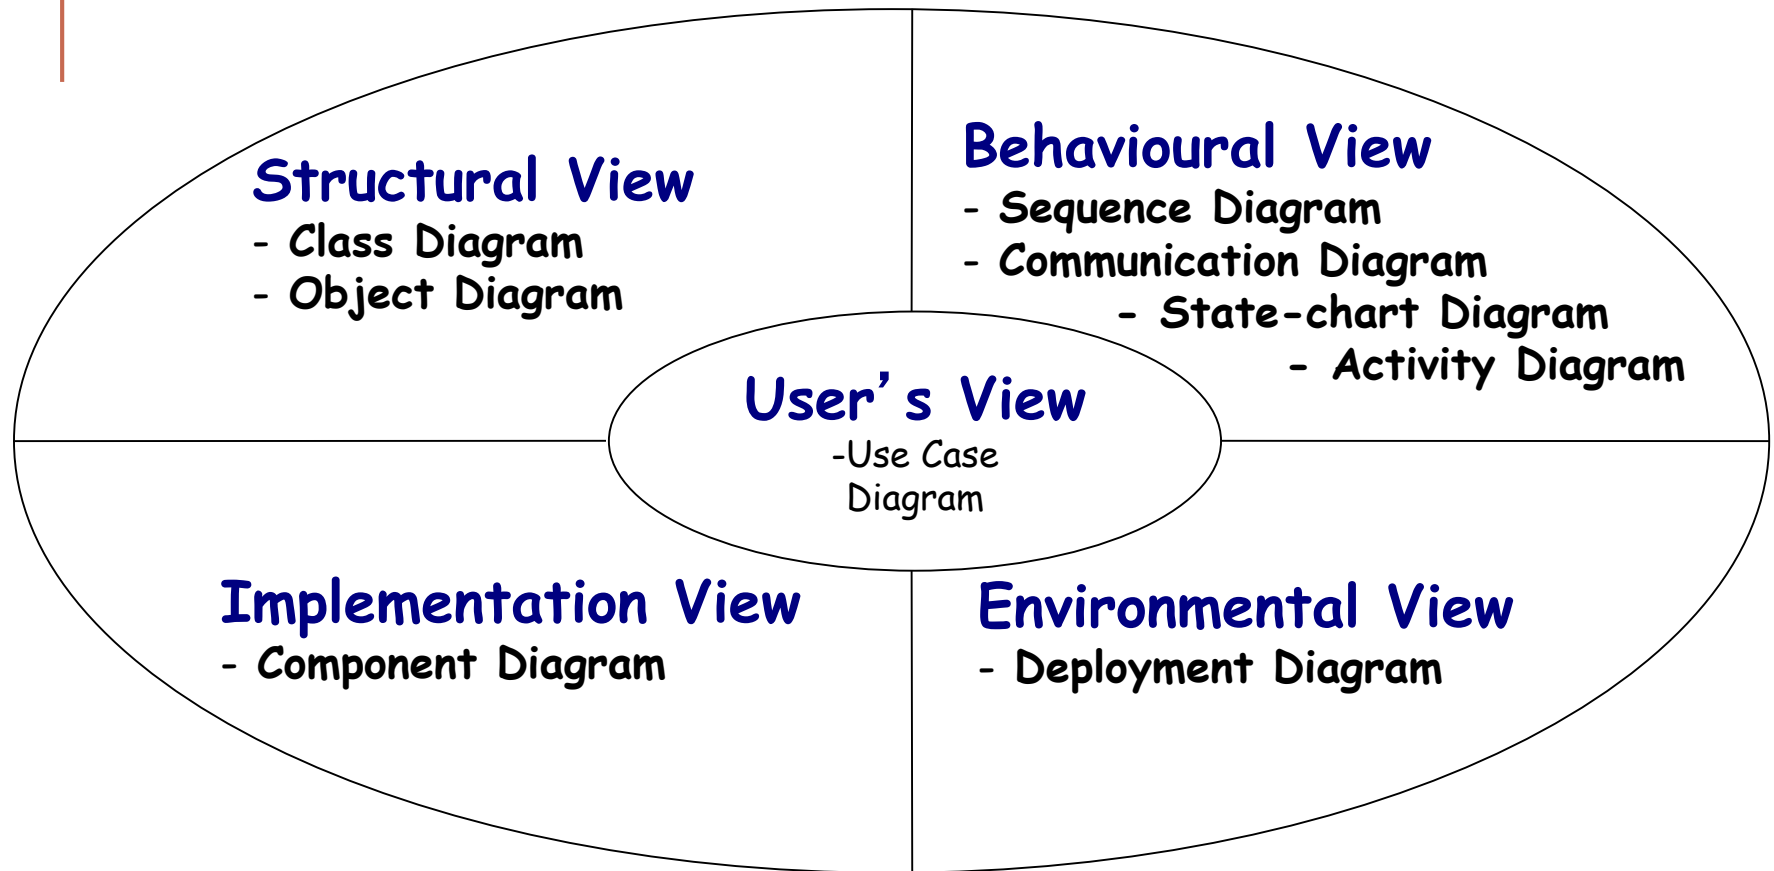 Structural View
- Class Diagram
- Object Diagram
Behavioural View
- Sequence Diagram
- Communication Diagram
- State-chart Diagram
- Activity Diagram
User’s View
-Use Case
Diagram
Implementation View
- Component Diagram
Environmental View
- Deployment Diagram